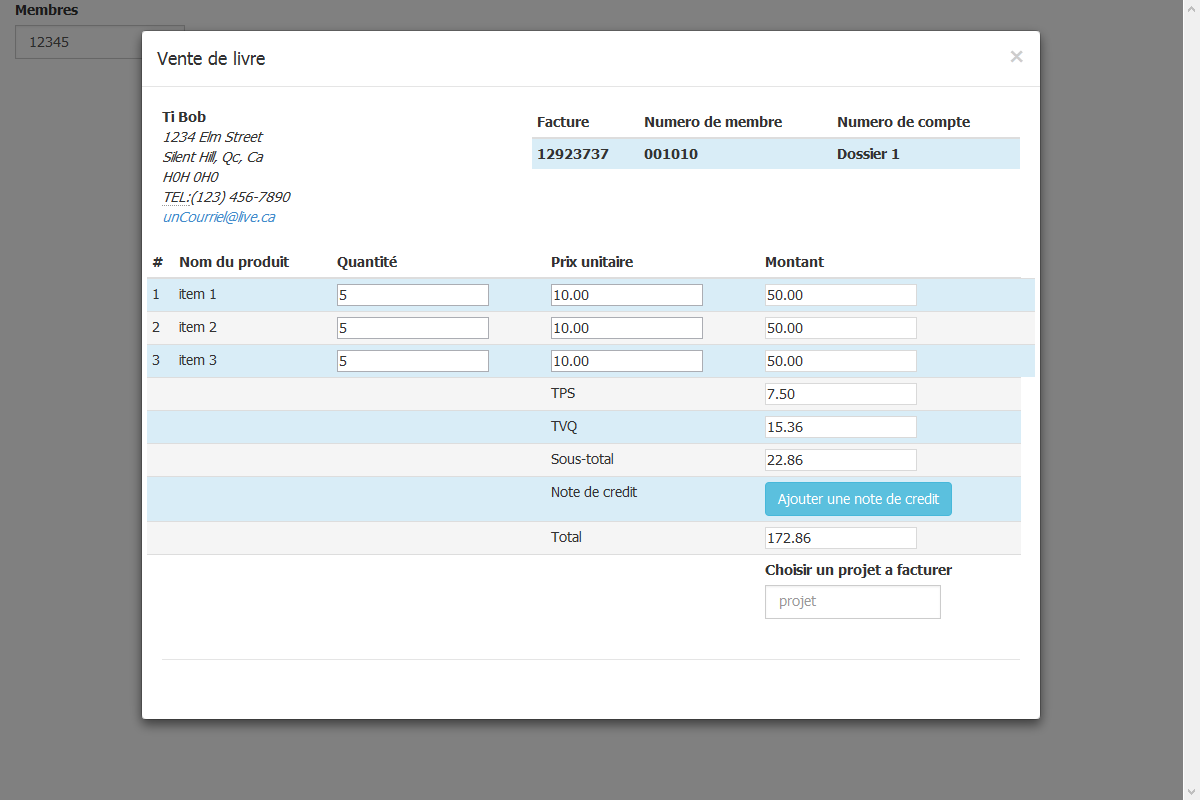 Membres
12345
Vente de livre
×
Ti Bob
1234 Elm Street
Silent Hill, Qc, Ca
H0H 0H0
TEL:(123) 456-7890
unCourriel@live.ca
Facture Numero de membre Numero de compte
12923737 001010 Dossier 1
# Nom du produit Quantité Prix unitaire Montant
1 item 1 5 10.00 50.00
2 item 2 5 10.00 50.00
3 item 3 5 10.00 50.00
TPS 7.50
TVQ 15.36
Sous-total 22.86
Note de credit Ajouter une note de credit
Total 172.86
Choisir un projet a facturer
projet